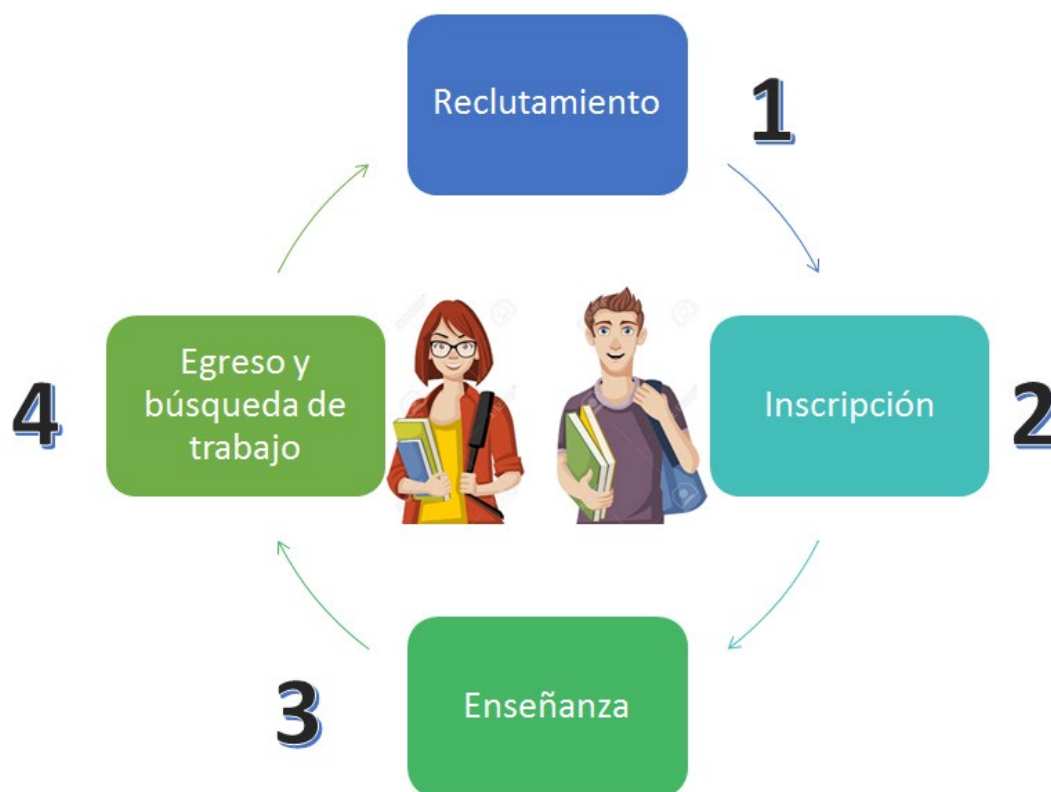 Reclutamiento
1
Inscripción
2
Enseñanza
3
Egreso y
búsqueda de
trabajo
4